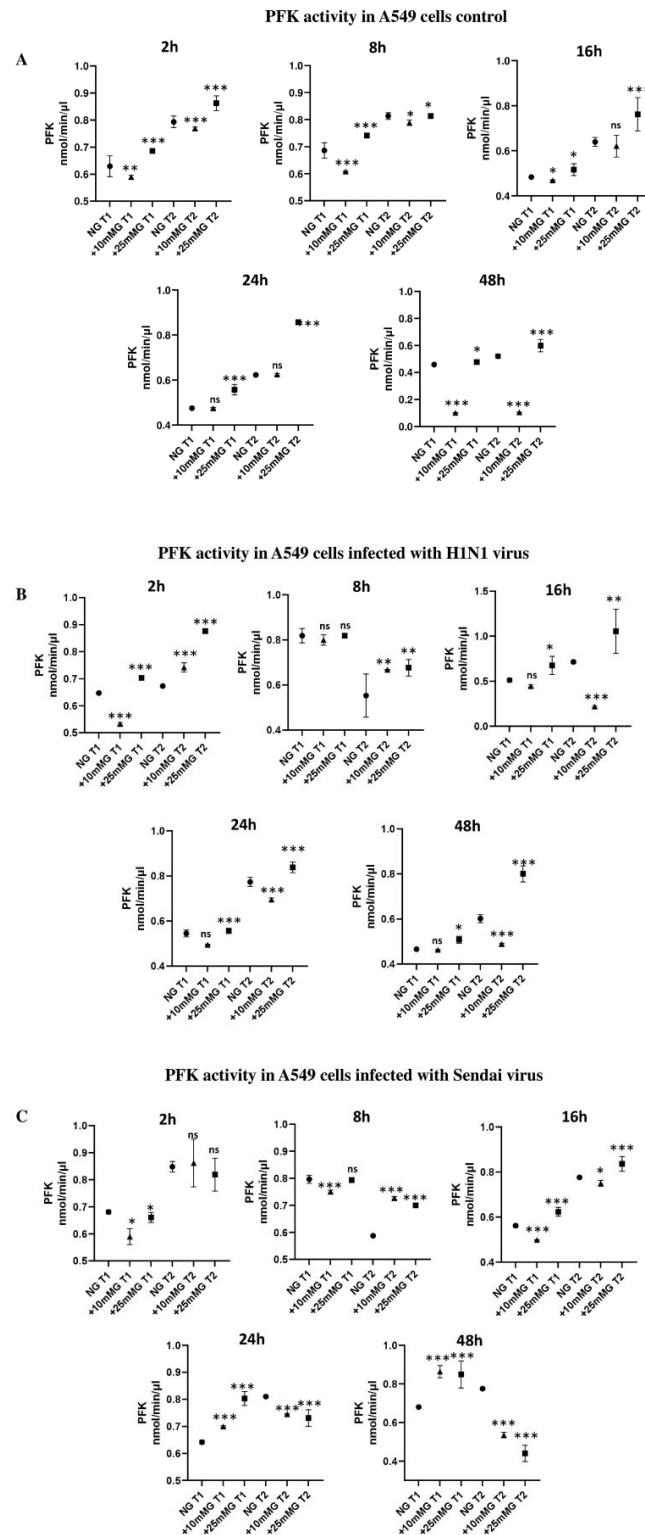 PFK activity in A549 cells control
A
2h
PFK
nmol/min/µl
1.0
0.9
0.8
0.7
0.6
0.5
**
***
***
***
NG T1
+10mMG T1
+25mMG T1
NG T2
+10mMG T2
+25mMG T2
8h
PFK
nmol/min/µl
1.0
0.9
0.8
0.7
0.6
0.5
***
***
*
*
NG T1
+10mMG T1
+25mMG T1
NG T2
+10mMG T2
+25mMG T2
16h
PFK
nmol/min/µl
1.0
0.8
0.6
0.4
*
*
ns
***
NG T1
+10mMG T1
+25mMG T1
NG T2
+10mMG T2
+25mMG T2
24h
PFK
nmol/min/µl
1.0
0.8
0.6
0.4
ns
***
ns
***
NG T1
+10mMG T1
+25mMG T1
NG T2
+10mMG T2
+25mMG T2
48h
PFK
nmol/min/µl
1.0
0.8
0.6
0.4
0.2
0.0
***
*
***
***
NG T1
+10mMG T1
+25mMG T1
NG T2
+10mMG T2
+25mMG T2
PFK activity in A549 cells infected with H1N1 virus
B
2h
PFK
nmol/min/µl
1.0
0.9
0.8
0.7
0.6
0.5
***
***
***
***
NG T1
+10mMG T1
+25mMG T1
NG T2
+10mMG T2
+25mMG T2
8h
PFK
nmol/min/µl
1.0
0.8
0.6
0.4
ns
ns
**
**
NG T1
+10mMG T1
+25mMG T1
NG T2
+10mMG T2
+25mMG T2
16h
PFK
nmol/min/µl
1.5
1.0
0.5
0.0
ns
*
***
**
NG T1
+10mMG T1
+25mMG T1
NG T2
+10mMG T2
+25mMG T2
24h
PFK
nmol/min/µl
1.0
0.8
0.6
0.4
ns
***
***
***
NG T1
+10mMG T1
+25mMG T1
NG T2
+10mMG T2
+25mMG T2
48h
PFK
nmol/min/µl
1.0
0.8
0.6
0.4
ns
*
***
***
NG T1
+10mMG T1
+25mMG T1
NG T2
+10mMG T2
+25mMG T2
PFK activity in A549 cells infected with Sendai virus
C
2h
PFK
nmol/min/µl
1.0
0.9
0.8
0.7
0.6
0.5
*
*
ns
ns
NG T1
+10mMG T1
+25mMG T1
NG T2
+10mMG T2
+25mMG T2
8h
PFK
nmol/min/µl
1.0
0.9
0.8
0.7
0.6
0.5
***
ns
***
***
NG T1
+10mMG T1
+25mMG T1
NG T2
+10mMG T2
+25mMG T2
16h
PFK
nmol/min/µl
1.0
0.8
0.6
0.4
***
***
*
***
NG T1
+10mMG T1
+25mMG T1
NG T2
+10mMG T2
+25mMG T2
24h
PFK
nmol/min/µl
1.0
0.9
0.8
0.7
0.6
0.5
***
***
***
***
NG T1
+10mMG T1
+25mMG T1
NG T2
+10mMG T2
+25mMG T2
48h
PFK
nmol/min/µl
1.0
0.8
0.6
0.4
***
***
***
***
NG T1
+10mMG T1
+25mMG T1
NG T2
+10mMG T2
+25mMG T2